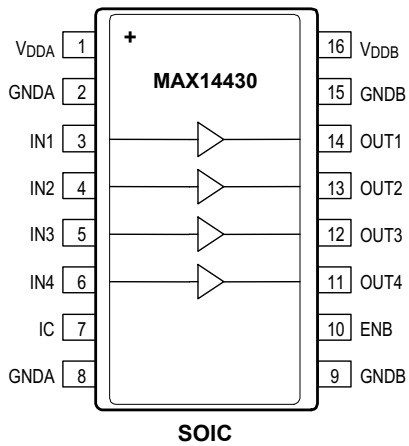 VDDA 1 + 16 VDDB
MAX14430
GNDA 2 15 GNDB
IN1 3 14 OUT1
IN2 4 13 OUT2
IN3 5 12 OUT3
IN4 6 11 OUT4
IC 7 10 ENB
GNDA 8 9 GNDB
SOIC